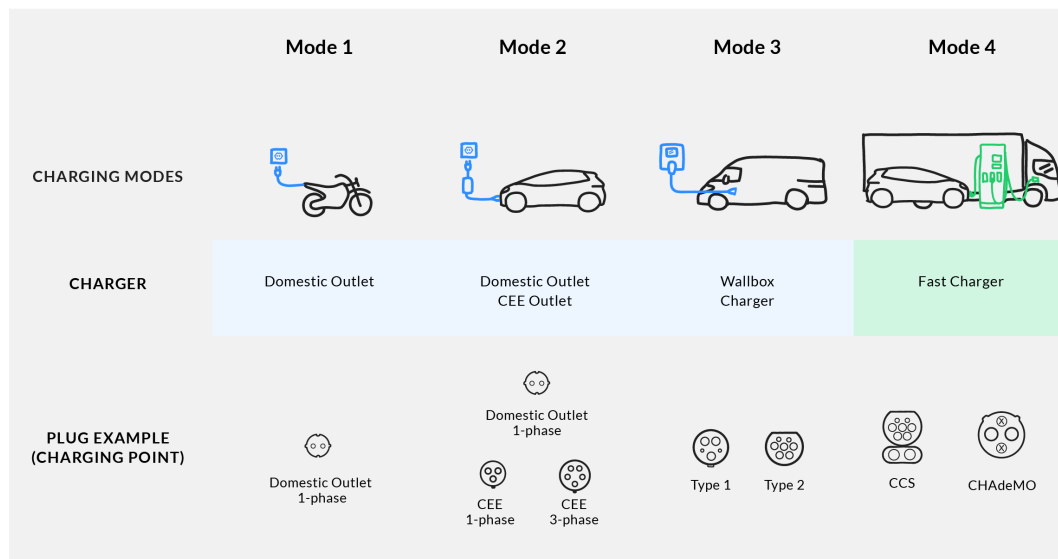 Mode 1
Mode 2
Mode 3
Mode 4
CHARGING MODES
CHARGER
Domestic Outlet
Domestic Outlet
CEE Outlet
Wallbox
Charger
Fast Charger
PLUG EXAMPLE
(CHARGING POINT)
Domestic Outlet
1-phase
Domestic Outlet
1-phase
CEE
1-phase
CEE
3-phase
Type 1
Type 2
CCS
CHAdeMO